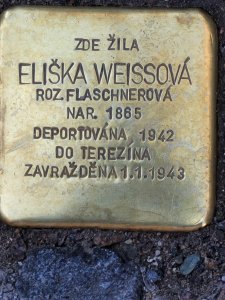 ZDE ŽILA
ELIŠKA WEISSOVÁ
ROZ. FLASCHNEROVÁ
NAR. 1865
DEPORTOVÁNA 1942
DO TEREZÍNA
ZAVRAŽDĚNA 1.1.1943